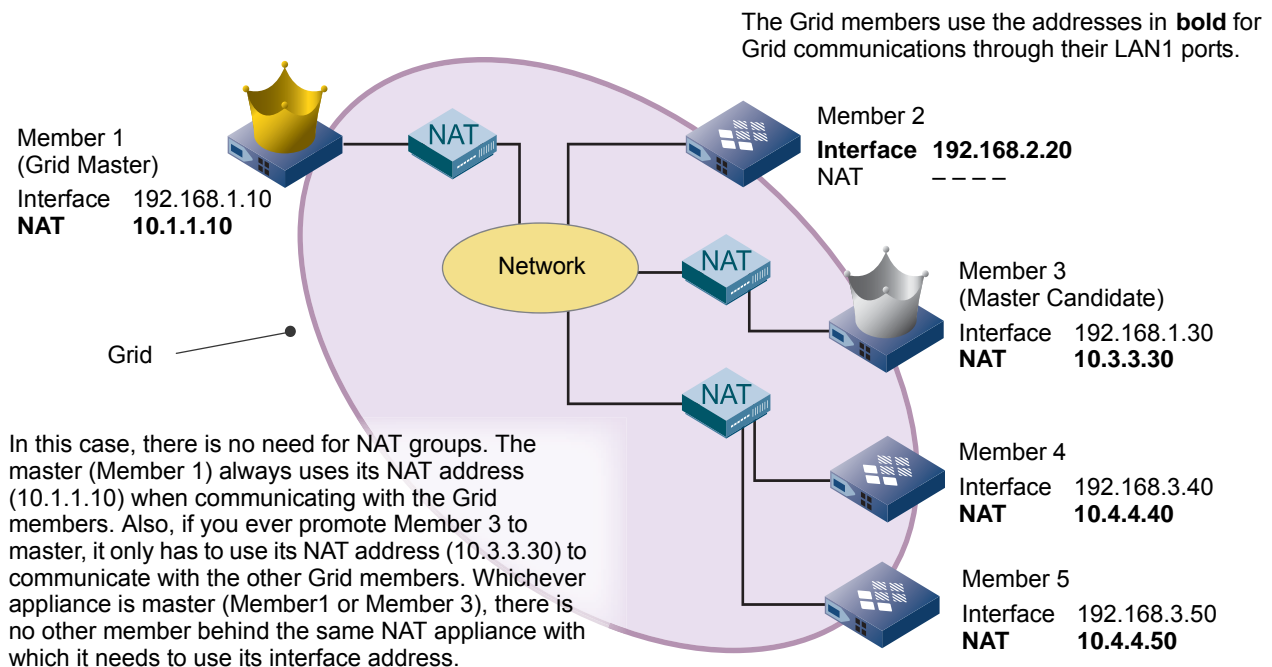 The Grid members use the addresses in bold for
Grid communications through their LAN1 ports.
Member 1
(Grid Master)
Interface 192.168.1.10
NAT 10.1.1.10
NAT
Member 2
Interface 192.168.2.20
NAT – – – –
Network
NAT
Member 3
(Master Candidate)
Interface 192.168.1.30
NAT 10.3.3.30
Grid
NAT
In this case, there is no need for NAT groups. The
master (Member 1) always uses its NAT address
(10.1.1.10) when communicating with the Grid
members. Also, if you ever promote Member 3 to
master, it only has to use its NAT address (10.3.3.30) to
communicate with the other Grid members. Whichever
appliance is master (Member1 or Member 3), there is
no other member behind the same NAT appliance with
which it needs to use its interface address.
Member 4
Interface 192.168.3.40
NAT 10.4.4.40
Member 5
Interface 192.168.3.50
NAT 10.4.4.50